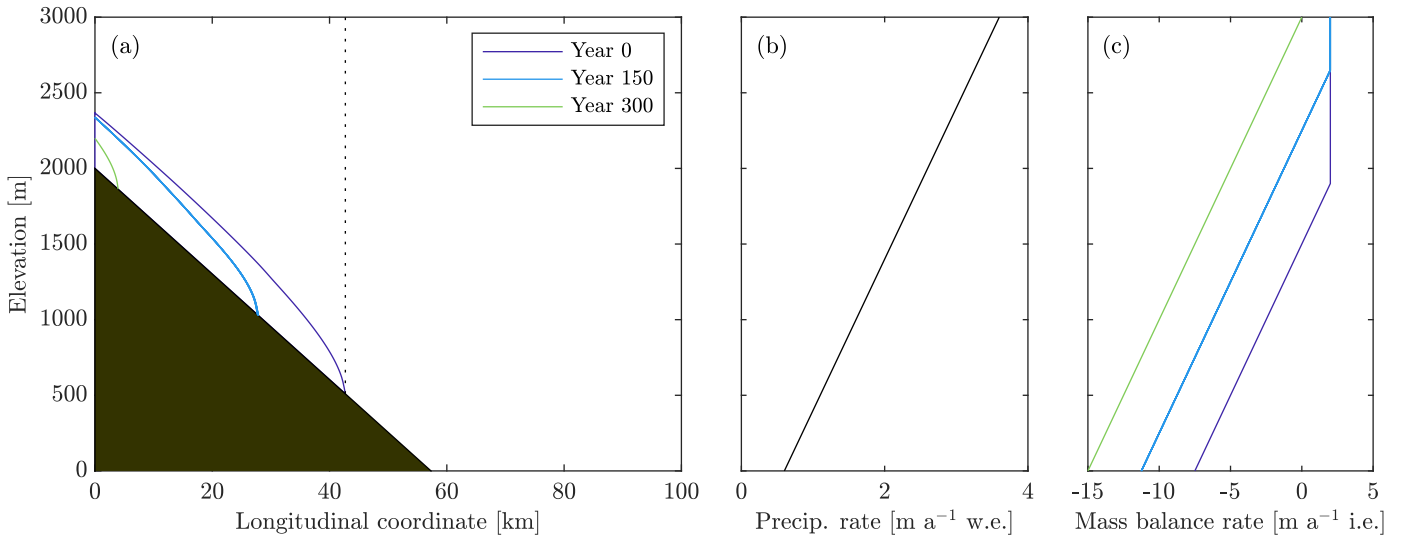 (a)
(b)
(c)
Year 0
Year 150
Year 300
3000
2500
2000
1500
1000
500
0
Elevation [m]
0 20 40 60 80 100
Longitudinal coordinate [km]
0 2 4
Precip. rate [m a⁻¹ w.e.]
-15 -10 -5 0 5
Mass balance rate [m a⁻¹ i.e.]